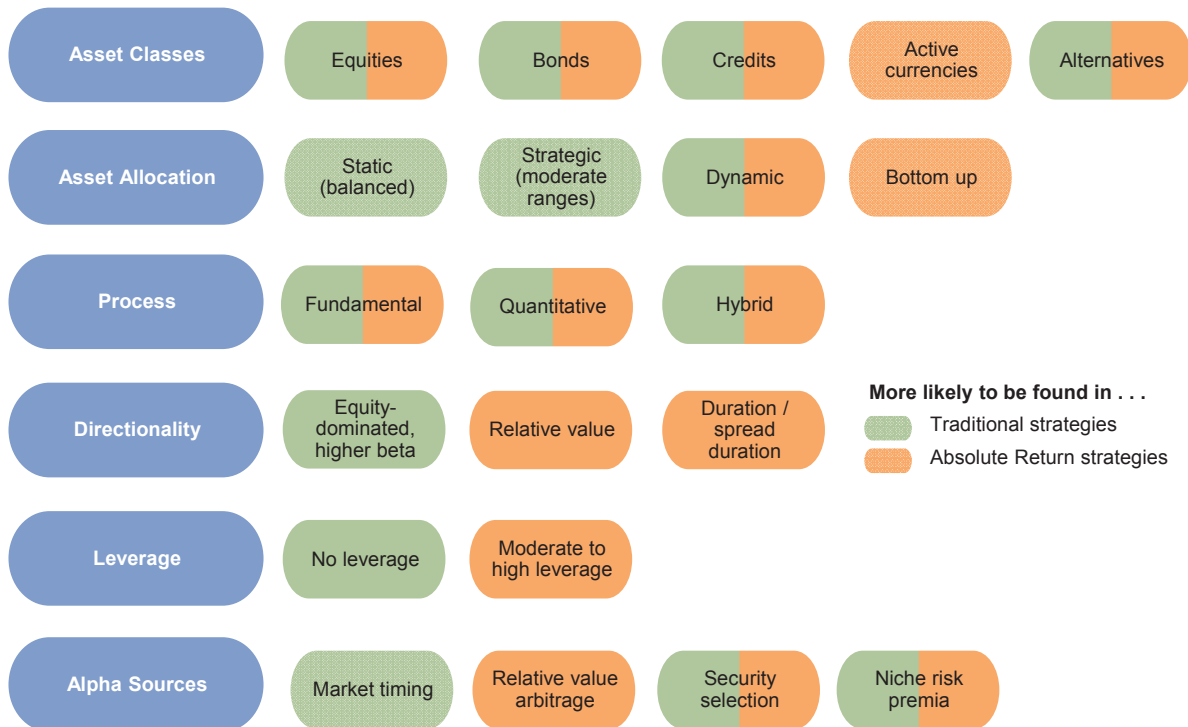 Asset Classes
Equities
Bonds
Credits
Active
currencies
Alternatives
Asset Allocation
Static
(balanced)
Strategic
(moderate
ranges)
Dynamic
Bottom up
Process
Fundamental
Quantitative
Hybrid
Directionality
Equity-
dominated,
higher beta
Relative value
Duration /
spread
duration
More likely to be found in . . .
Traditional strategies
Absolute Return strategies
Leverage
No leverage
Moderate to
high leverage
Alpha Sources
Market timing
Relative value
arbitrage
Security
selection
Niche risk
premia